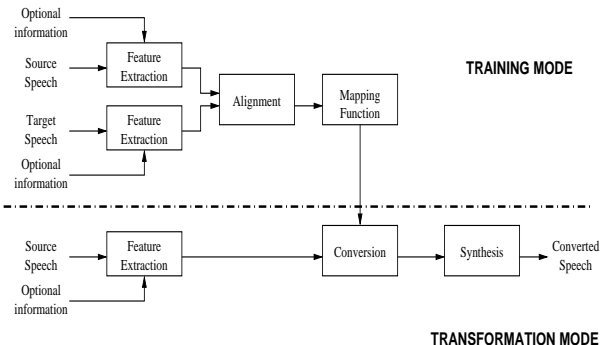 Optional
information
Source
Speech
Feature
Extraction
Target
Speech
Feature
Extraction
Optional
information
Alignment
Mapping
Function
TRAINING MODE
Source
Speech
Feature
Extraction
Optional
information
Conversion
Synthesis
Converted
Speech
TRANSFORMATION MODE